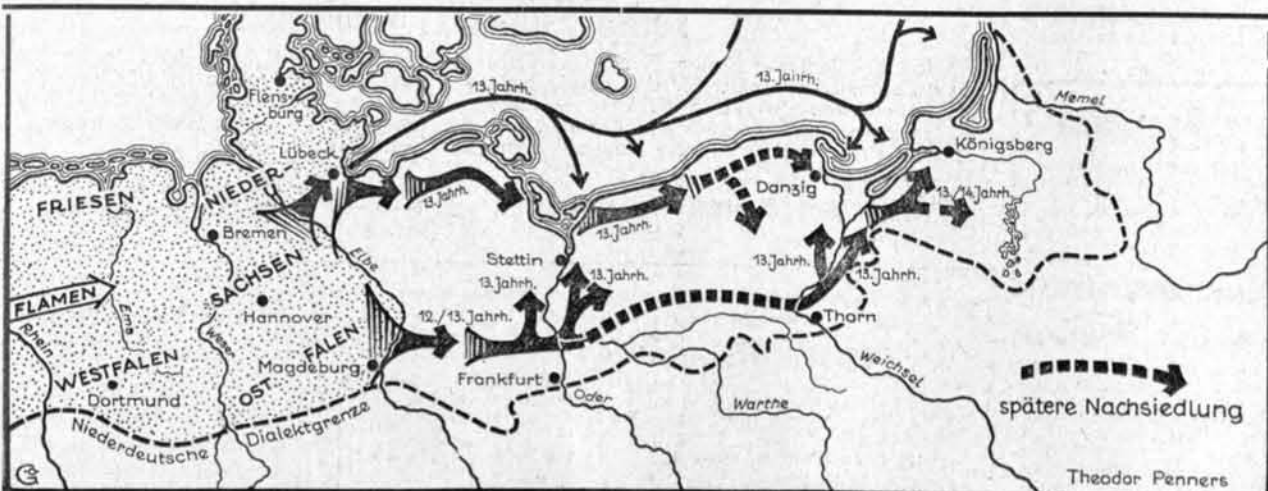 Flens-
burg
Lübeck
FRIESEN
NIEDER-
Bremen
SACHSEN
FLAMEN
Rhein
Ems
Weser
Hannover
WESTFALEN
Dortmund
OST-
FALEN
Magdeburg
Elbe
Niederdeutsche Dialektgrenze
13. Jahrh.
13. Jahrh.
13. Jahrh.
13. Jahrh.
Stettin
13. Jahrh.
13. Jahrh.
12./13. Jahrh.
Frankfurt
Oder
Warthe
Danzig
Königsberg
Memel
13./14. Jahrh.
13. Jahrh.
13. Jahrh.
Thorn
Weichsel
spätere Nachsiedlung
Theodor Penners